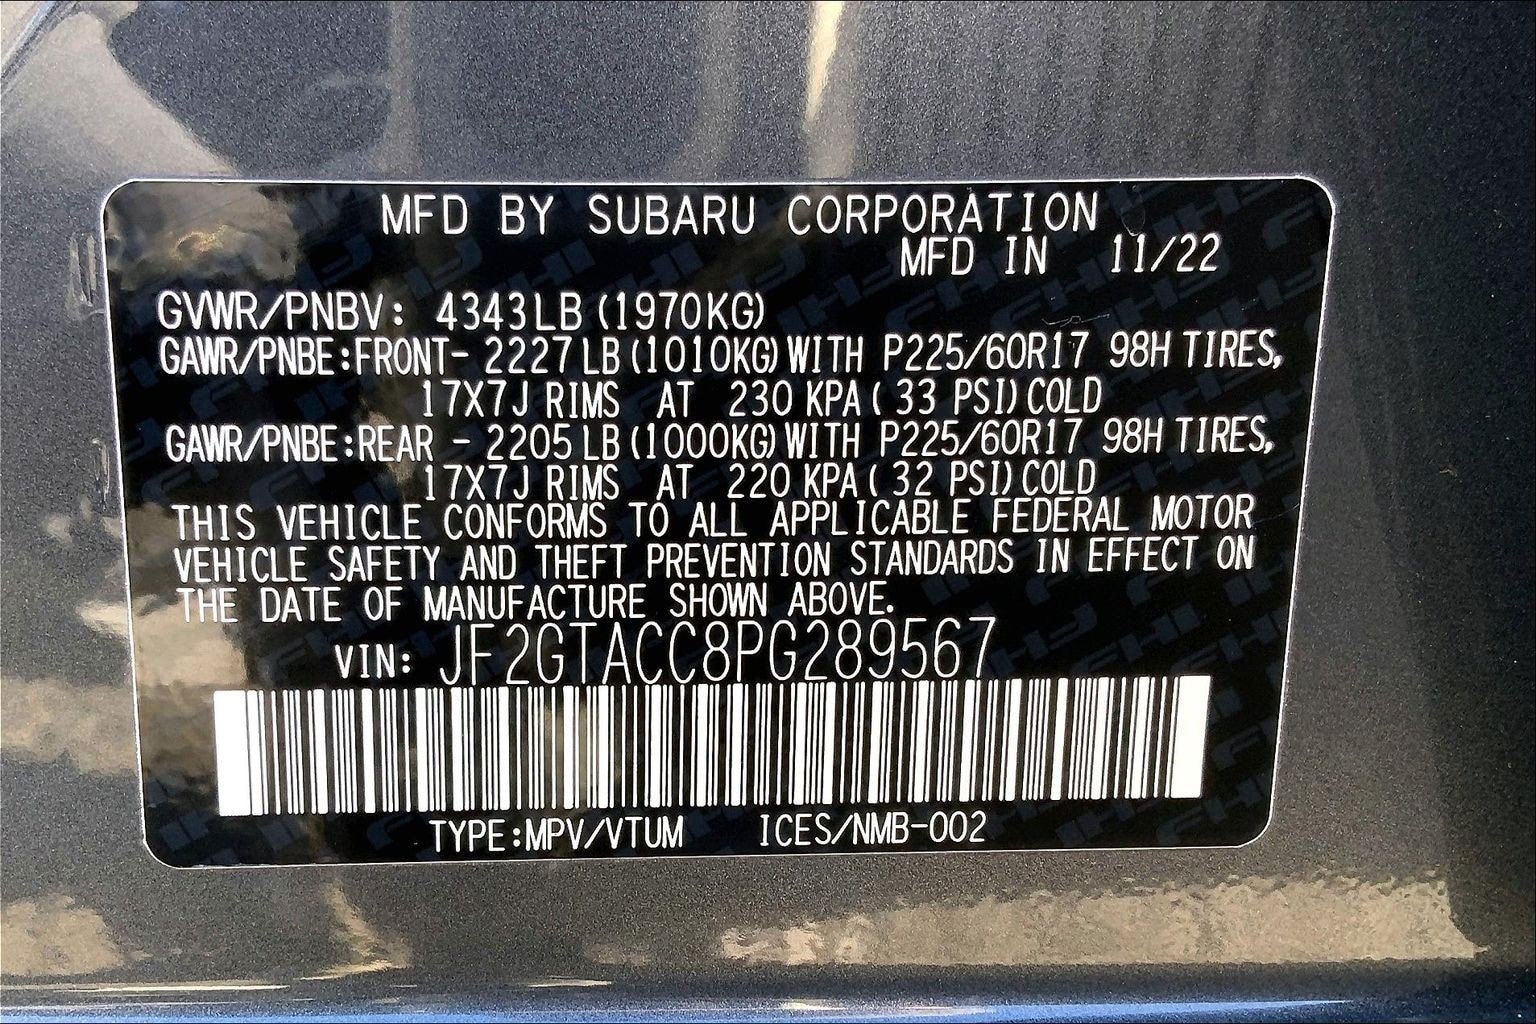 MFD BY SUBARU CORPORATION
MFD IN 11/22
GVWR/PNBV: 4343LB (1970KG)
GAWR/PNBE:FRONT- 2227LB (1010KG) WITH P225/60R17 98H TIRES,
17X7J RIMS AT 230 KPA ( 33 PSI) COLD
GAWR/PNBE:REAR - 2205LB (1000KG) WITH P225/60R17 98H TIRES,
17X7J RIMS AT 220 KPA ( 32 PSI) COLD
THIS VEHICLE CONFORMS TO ALL APPLICABLE FEDERAL MOTOR
VEHICLE SAFETY AND THEFT PREVENTION STANDARDS IN EFFECT ON
THE DATE OF MANUFACTURE SHOWN ABOVE.
VIN: JF2GTACC8PG289567
TYPE:MPV/VTUM ICES/NMB-002